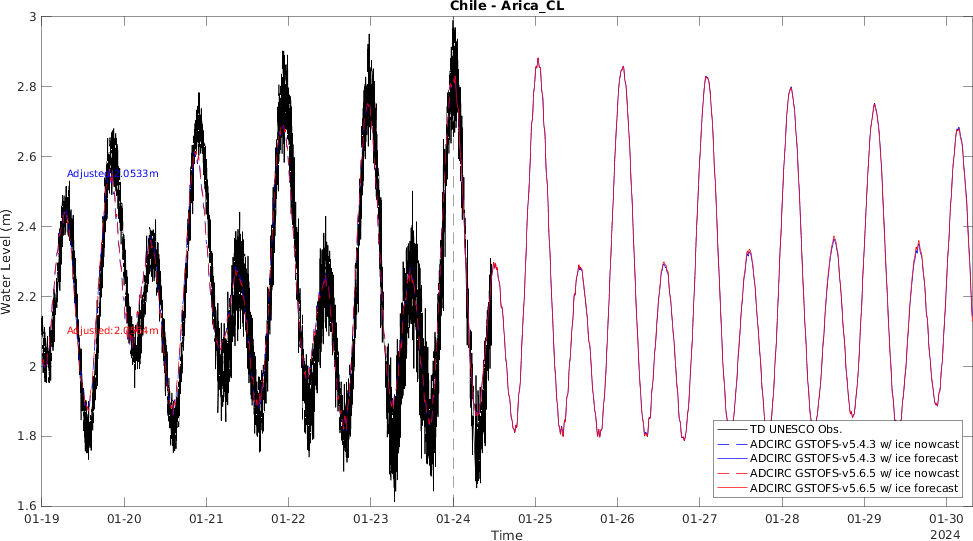 Chile - Arica_CL
3
2.8
2.6
2.4
2.2
2
1.8
1.6
Water Level (m)
Adjusted:2.0533m
TD UNESCO Obs.
ADCIRC GSTOFS-v5.4.3 w/ ice nowcast
ADCIRC GSTOFS-v5.4.3 w/ ice forecast
ADCIRC GSTOFS-v5.6.5 w/ ice nowcast
ADCIRC GSTOFS-v5.6.5 w/ ice forecast
01-19 01-20 01-21 01-22 01-23 01-24 01-25 01-26 01-27 01-28 01-29 01-30
Time
2024